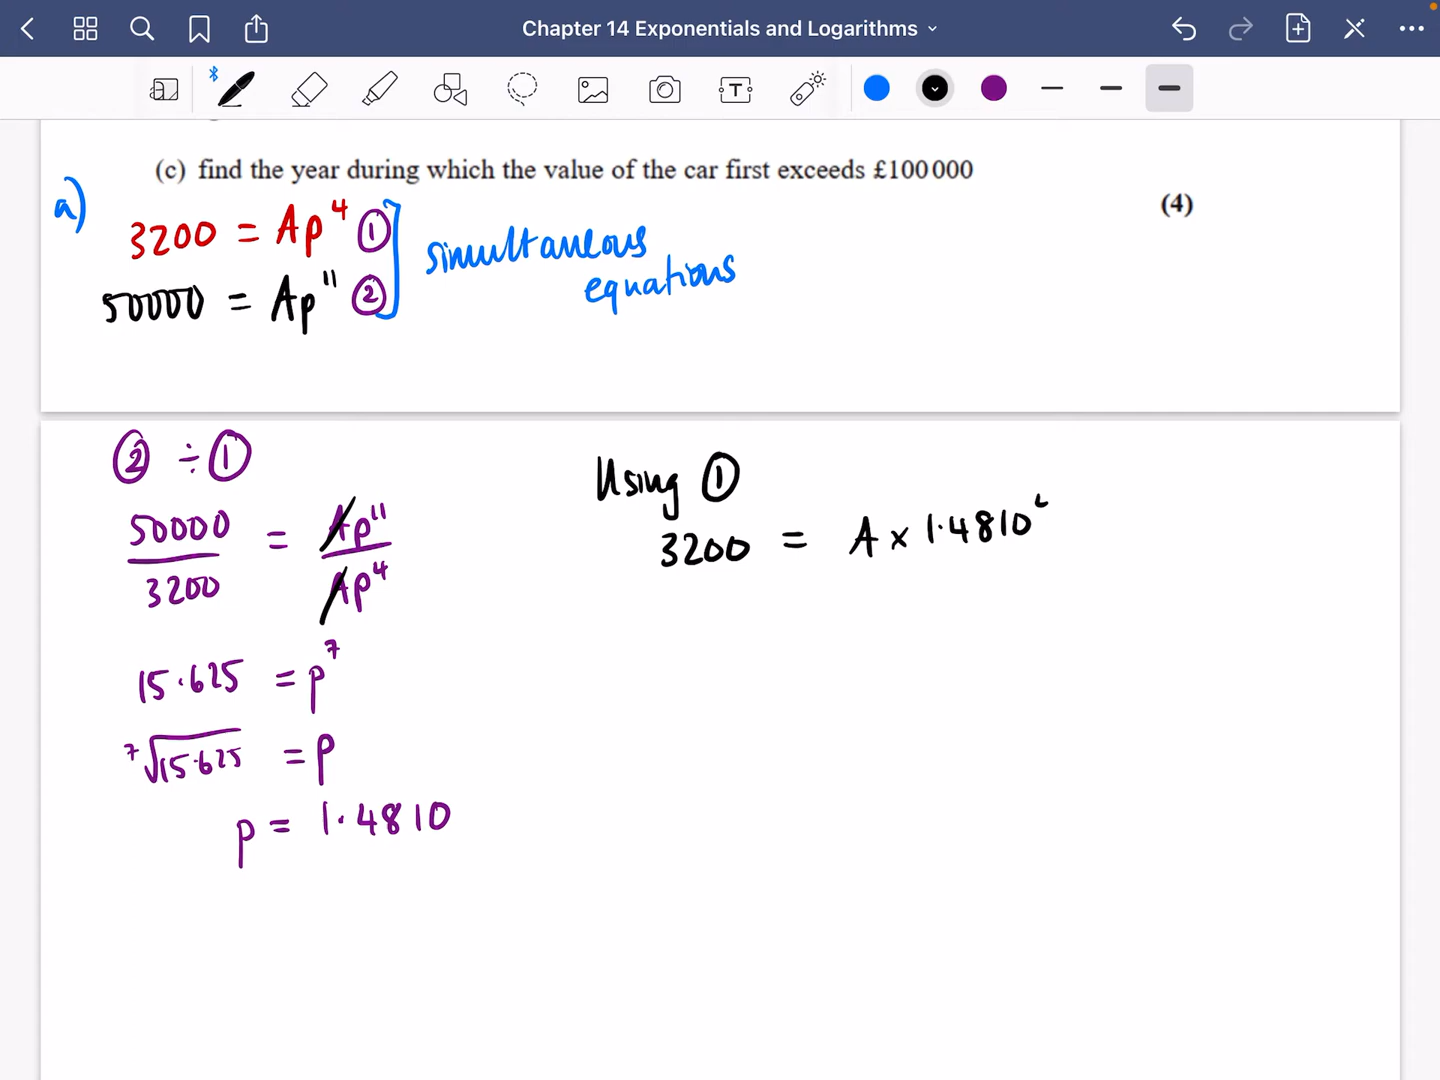 Chapter 14 Exponentials and Logarithms
(c) find the year during which the value of the car first exceeds £100 000
(4)
a)
3200 = Ap⁴ ①
50000 = Ap¹¹ ②
simultaneous
equations
② ÷ ①
50000/3200 = Ap¹¹/Ap⁴
15.625 = p⁷
⁷√15.625 = p
p = 1.4810
Using ①
3200 = A × 1.4810